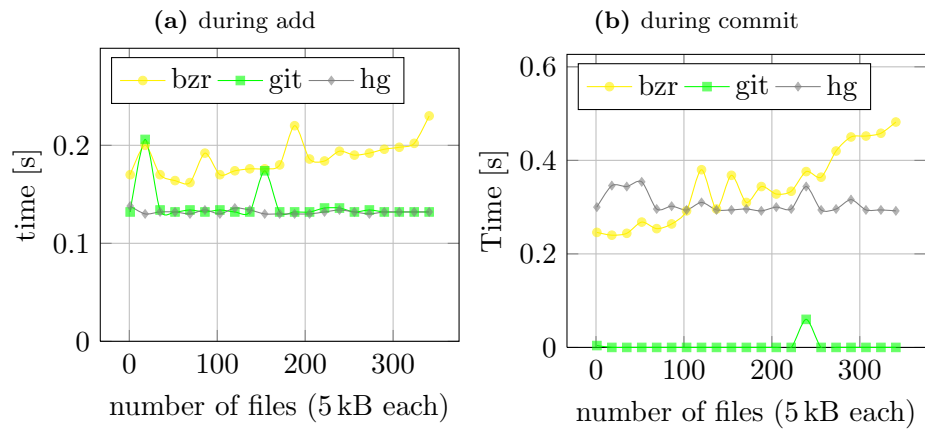 (a) during add
bzr git hg
0.2
0.1
0
time [s]
0 100 200 300
number of files (5 kB each)
(b) during commit
bzr git hg
0.6
0.4
0.2
0
Time [s]
0 100 200 300
number of files (5 kB each)